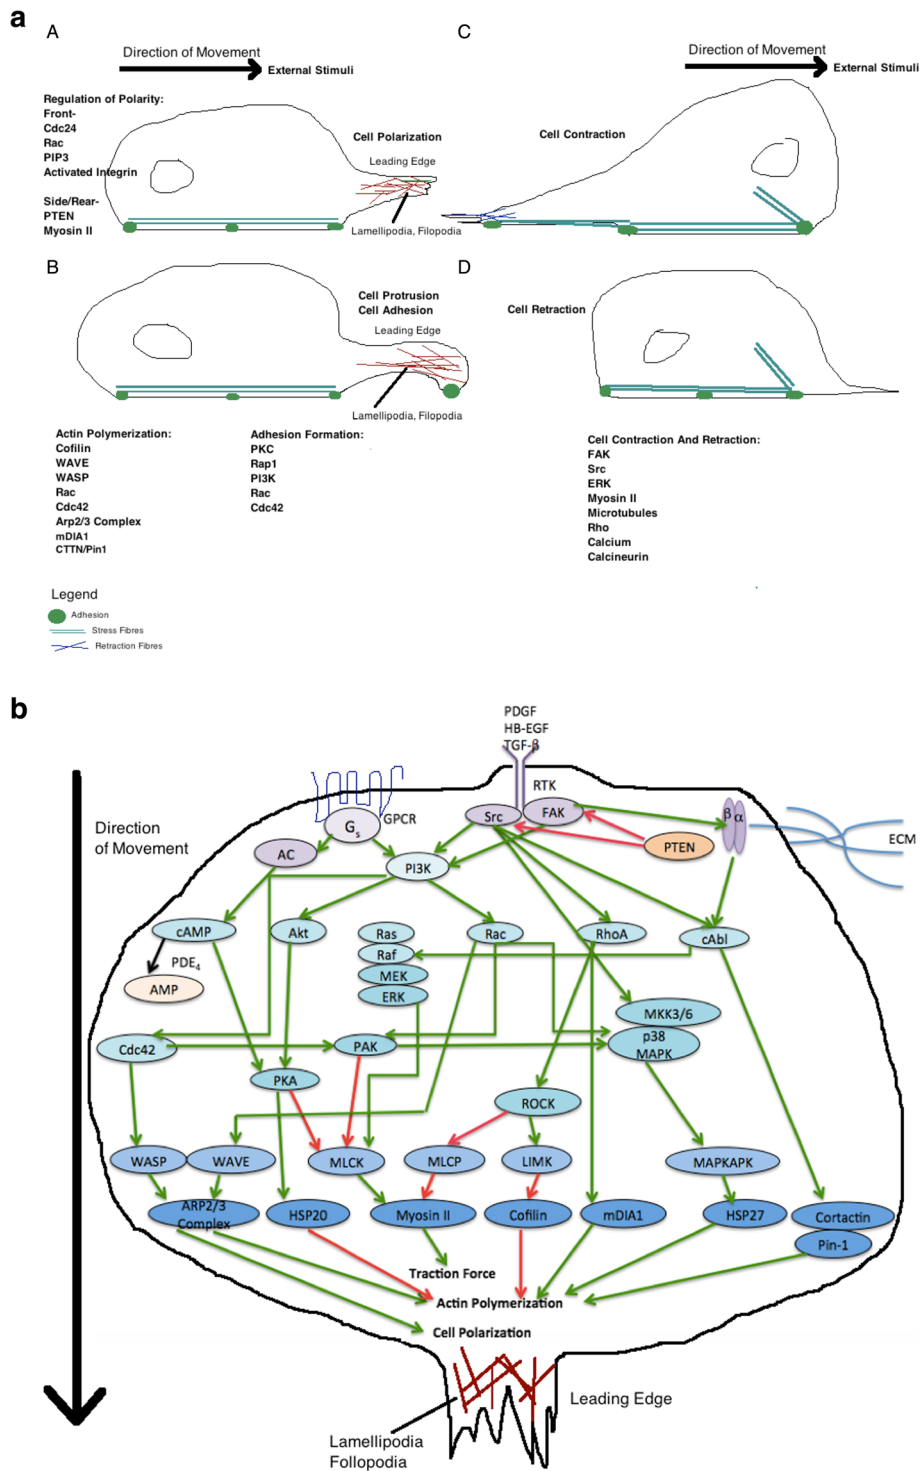 a
A
Direction of Movement
External Stimuli
Regulation of Polarity:
Front-
Cdc24
Rac
PIP3
Activated Integrin
Side/Rear-
PTEN
Myosin II
Cell Polarization
Leading Edge
Lamellipodia, Filopodia
C
Direction of Movement
External Stimuli
Cell Contraction
B
Cell Protrusion
Cell Adhesion
Leading Edge
Lamellipodia, Filopodia
Actin Polymerization:
Cofilin
WAVE
WASP
Rac
Cdc42
Arp2/3 Complex
mDIA1
CTTN/Pin1
Adhesion Formation:
PKC
Rap1
PI3K
Rac
Cdc42
D
Cell Retraction
Cell Contraction And Retraction:
FAK
Src
ERK
Myosin II
Microtubules
Rho
Calcium
Calcineurin
Legend
Adhesion
Stress Fibres
Retraction Fibres
b
PDGF
HB-EGF
TGF-β
RTK
Direction
of Movement
GPCR
Gs
Src
FAK
β α
ECM
PTEN
AC
PI3K
cAMP
Akt
Ras
Rac
RhoA
cAbl
Raf
PDE4
MEK
AMP
ERK
MKK3/6
Cdc42
PAK
p38
MAPK
PKA
ROCK
WASP
WAVE
MLCK
MLCP
LIMK
MAPKAPK
ARP2/3
Complex
HSP20
Myosin II
Cofilin
mDIA1
HSP27
Cortactin
Pin-1
Traction Force
Actin Polymerization
Cell Polarization
Leading Edge
Lamellipodia
Follopodia